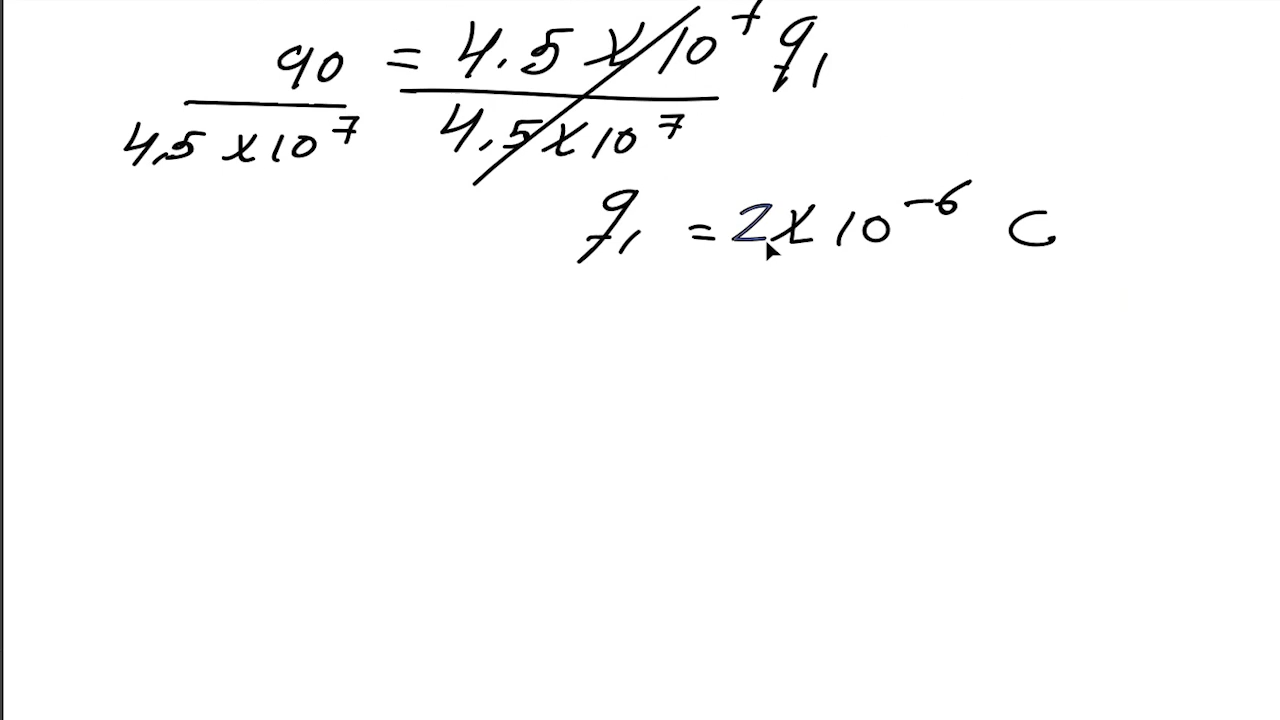 90 = 4.5 x 10⁷ q₁
4.5 x 10⁷ 4.5 x 10⁷
q₁ = 2 x 10⁻⁶ C